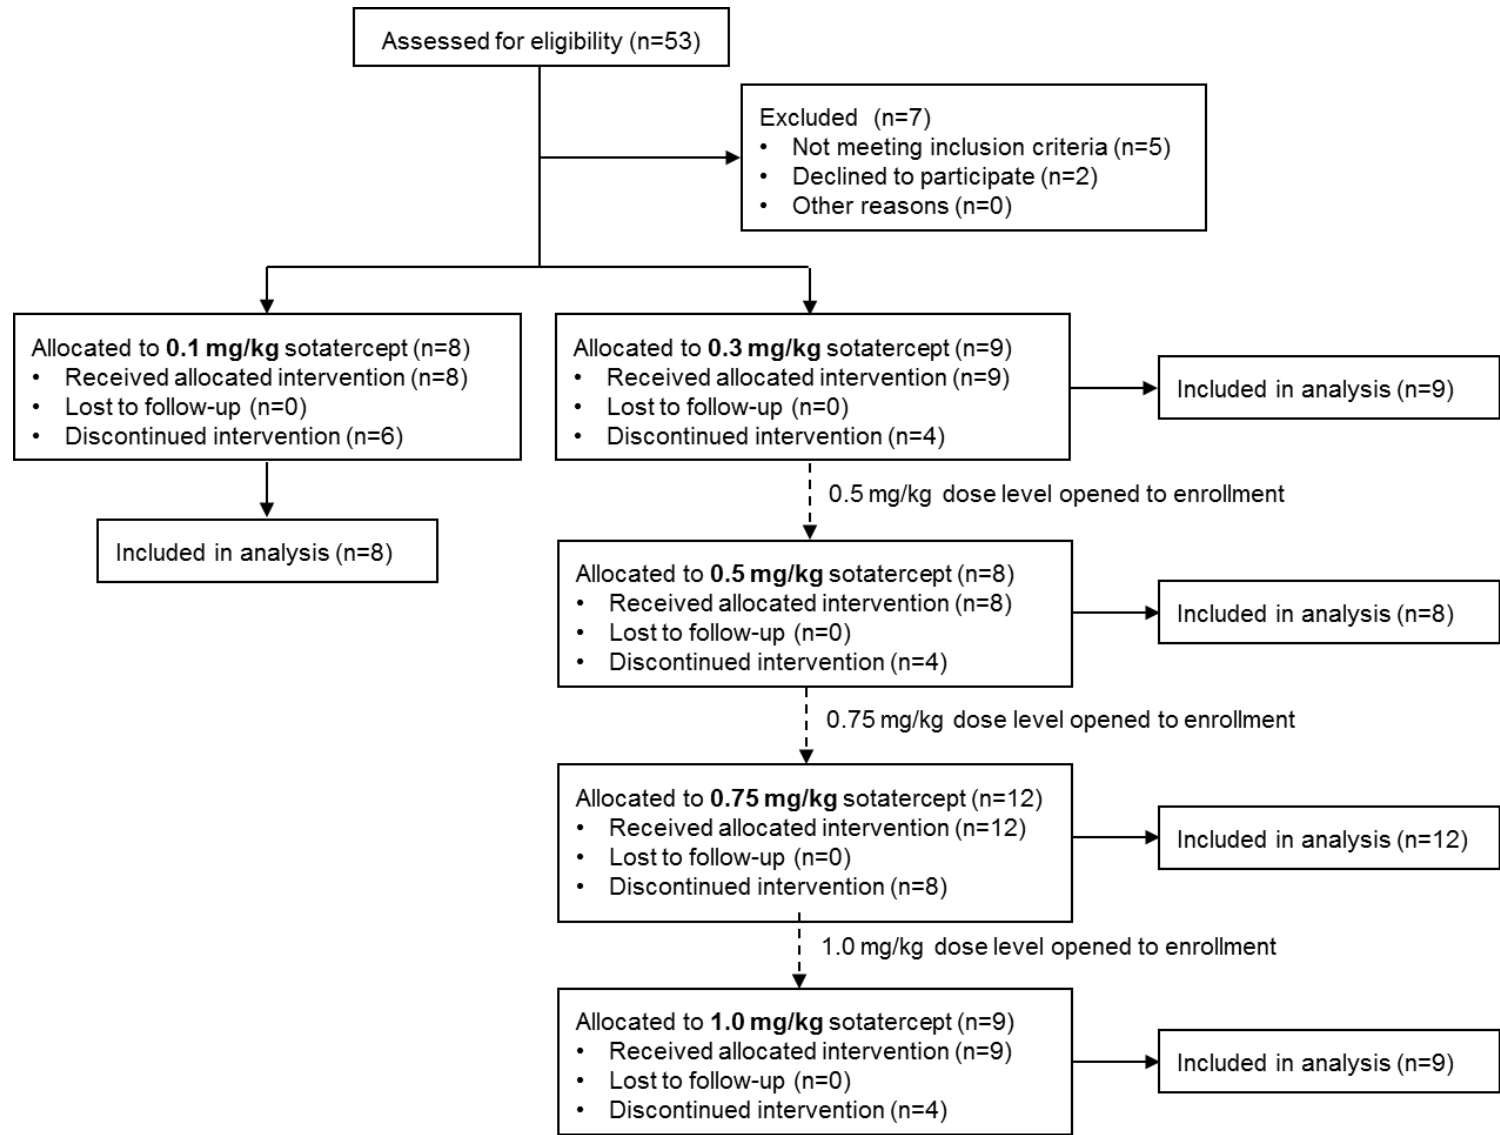 Assessed for eligibility (n=53)
Excluded (n=7)
• Not meeting inclusion criteria (n=5)
• Declined to participate (n=2)
• Other reasons (n=0)
Allocated to 0.1 mg/kg sotatercept (n=8)
• Received allocated intervention (n=8)
• Lost to follow-up (n=0)
• Discontinued intervention (n=6)
Included in analysis (n=8)
Allocated to 0.3 mg/kg sotatercept (n=9)
• Received allocated intervention (n=9)
• Lost to follow-up (n=0)
• Discontinued intervention (n=4)
Included in analysis (n=9)
0.5 mg/kg dose level opened to enrollment
Allocated to 0.5 mg/kg sotatercept (n=8)
• Received allocated intervention (n=8)
• Lost to follow-up (n=0)
• Discontinued intervention (n=4)
Included in analysis (n=8)
0.75 mg/kg dose level opened to enrollment
Allocated to 0.75 mg/kg sotatercept (n=12)
• Received allocated intervention (n=12)
• Lost to follow-up (n=0)
• Discontinued intervention (n=8)
Included in analysis (n=12)
1.0 mg/kg dose level opened to enrollment
Allocated to 1.0 mg/kg sotatercept (n=9)
• Received allocated intervention (n=9)
• Lost to follow-up (n=0)
• Discontinued intervention (n=4)
Included in analysis (n=9)